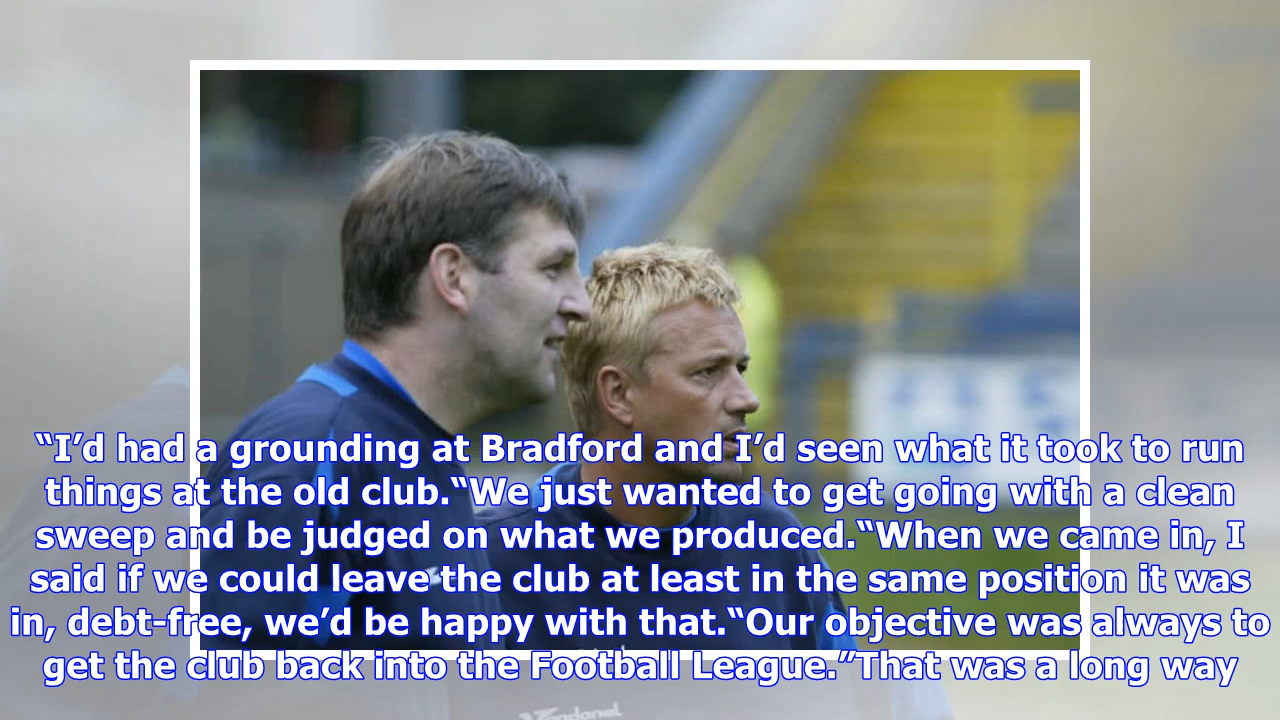 “I’d had a grounding at Bradford and I’d seen what it took to run
things at the old club.“We just wanted to get going with a clean
sweep and be judged on what we produced.“When we came in, I
said if we could leave the club at least in the same position it was
in, debt-free, we’d be happy with that.“Our objective was always to
get the club back into the Football League.”That was a long way
Vandanel